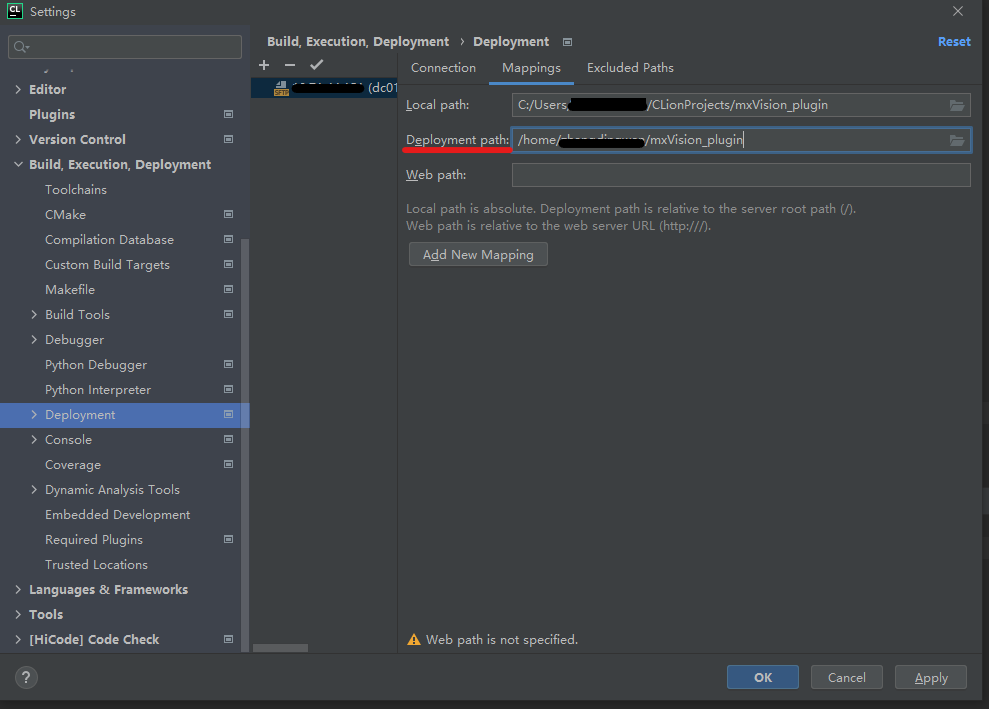 CL Settings
Build, Execution, Deployment › Deployment
Reset
Editor
Plugins
Version Control
Build, Execution, Deployment
Toolchains
CMake
Compilation Database
Custom Build Targets
Makefile
Build Tools
Debugger
Python Debugger
Python Interpreter
Deployment
Console
Coverage
Dynamic Analysis Tools
Embedded Development
Required Plugins
Trusted Locations
Languages & Frameworks
Tools
[HiCode] Code Check
SFTP (dc01
Connection Mappings Excluded Paths
Local path: C:/Users/ /CLionProjects/mxVision_plugin
Deployment path: /home/ /mxVision_plugin
Web path:
Local path is absolute. Deployment path is relative to the server root path (/).
Web path is relative to the web server URL (http:///).
Add New Mapping
Web path is not specified.
? OK Cancel Apply